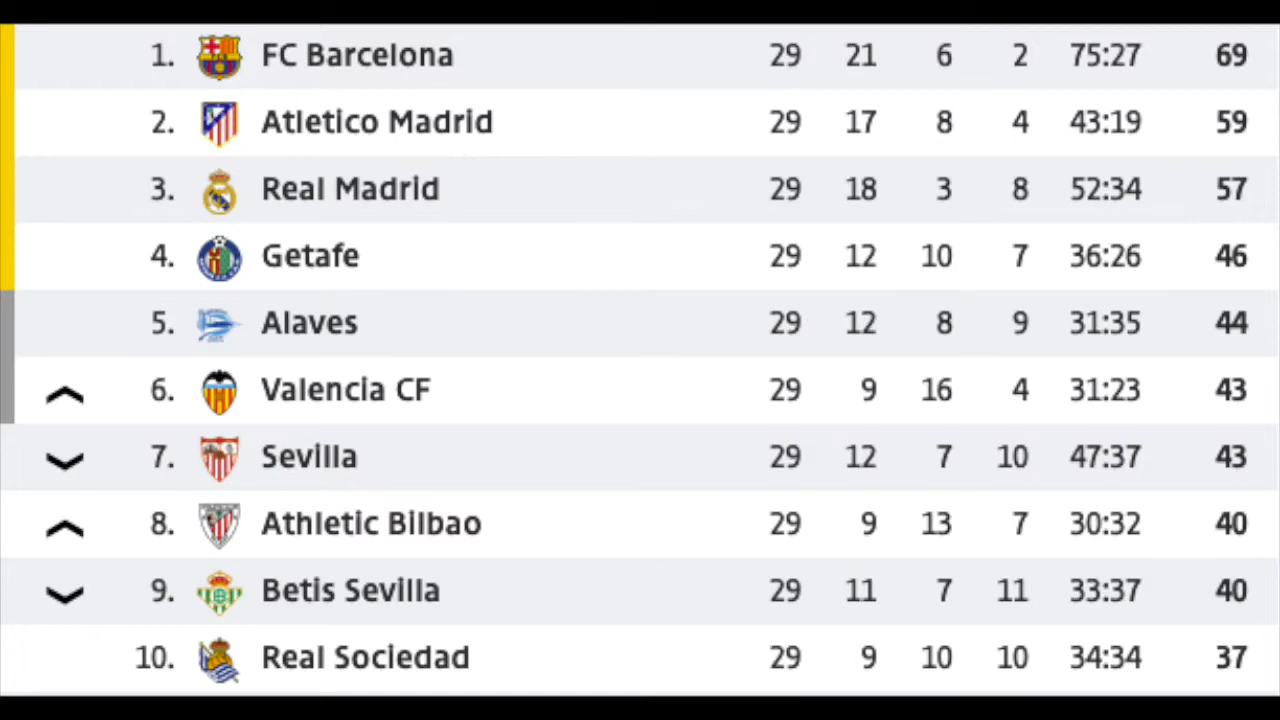 1. FC Barcelona 29 21 6 2 75:27 69
2. Atletico Madrid 29 17 8 4 43:19 59
3. Real Madrid 29 18 3 8 52:34 57
4. Getafe 29 12 10 7 36:26 46
5. Alaves 29 12 8 9 31:35 44
6. Valencia CF 29 9 16 4 31:23 43
7. Sevilla 29 12 7 10 47:37 43
8. Athletic Bilbao 29 9 13 7 30:32 40
9. Betis Sevilla 29 11 7 11 33:37 40
10. Real Sociedad 29 9 10 10 34:34 37